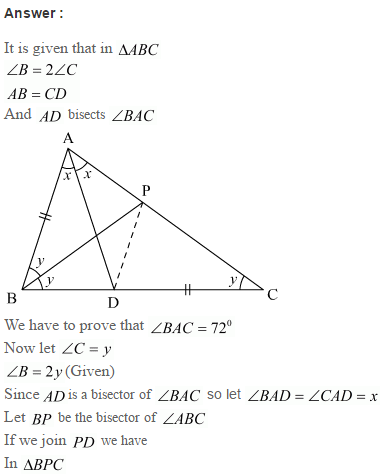 Answer :
It is given that in ΔABC
∠B = 2∠C
AB = CD
And AD bisects ∠BAC
A
x x
P
y
y
y
B
D
C
We have to prove that ∠BAC = 72⁰
Now let ∠C = y
∠B = 2y (Given)
Since AD is a bisector of ∠BAC so let ∠BAD = ∠CAD = x
Let BP be the bisector of ∠ABC
If we join PD we have
In ΔBPC